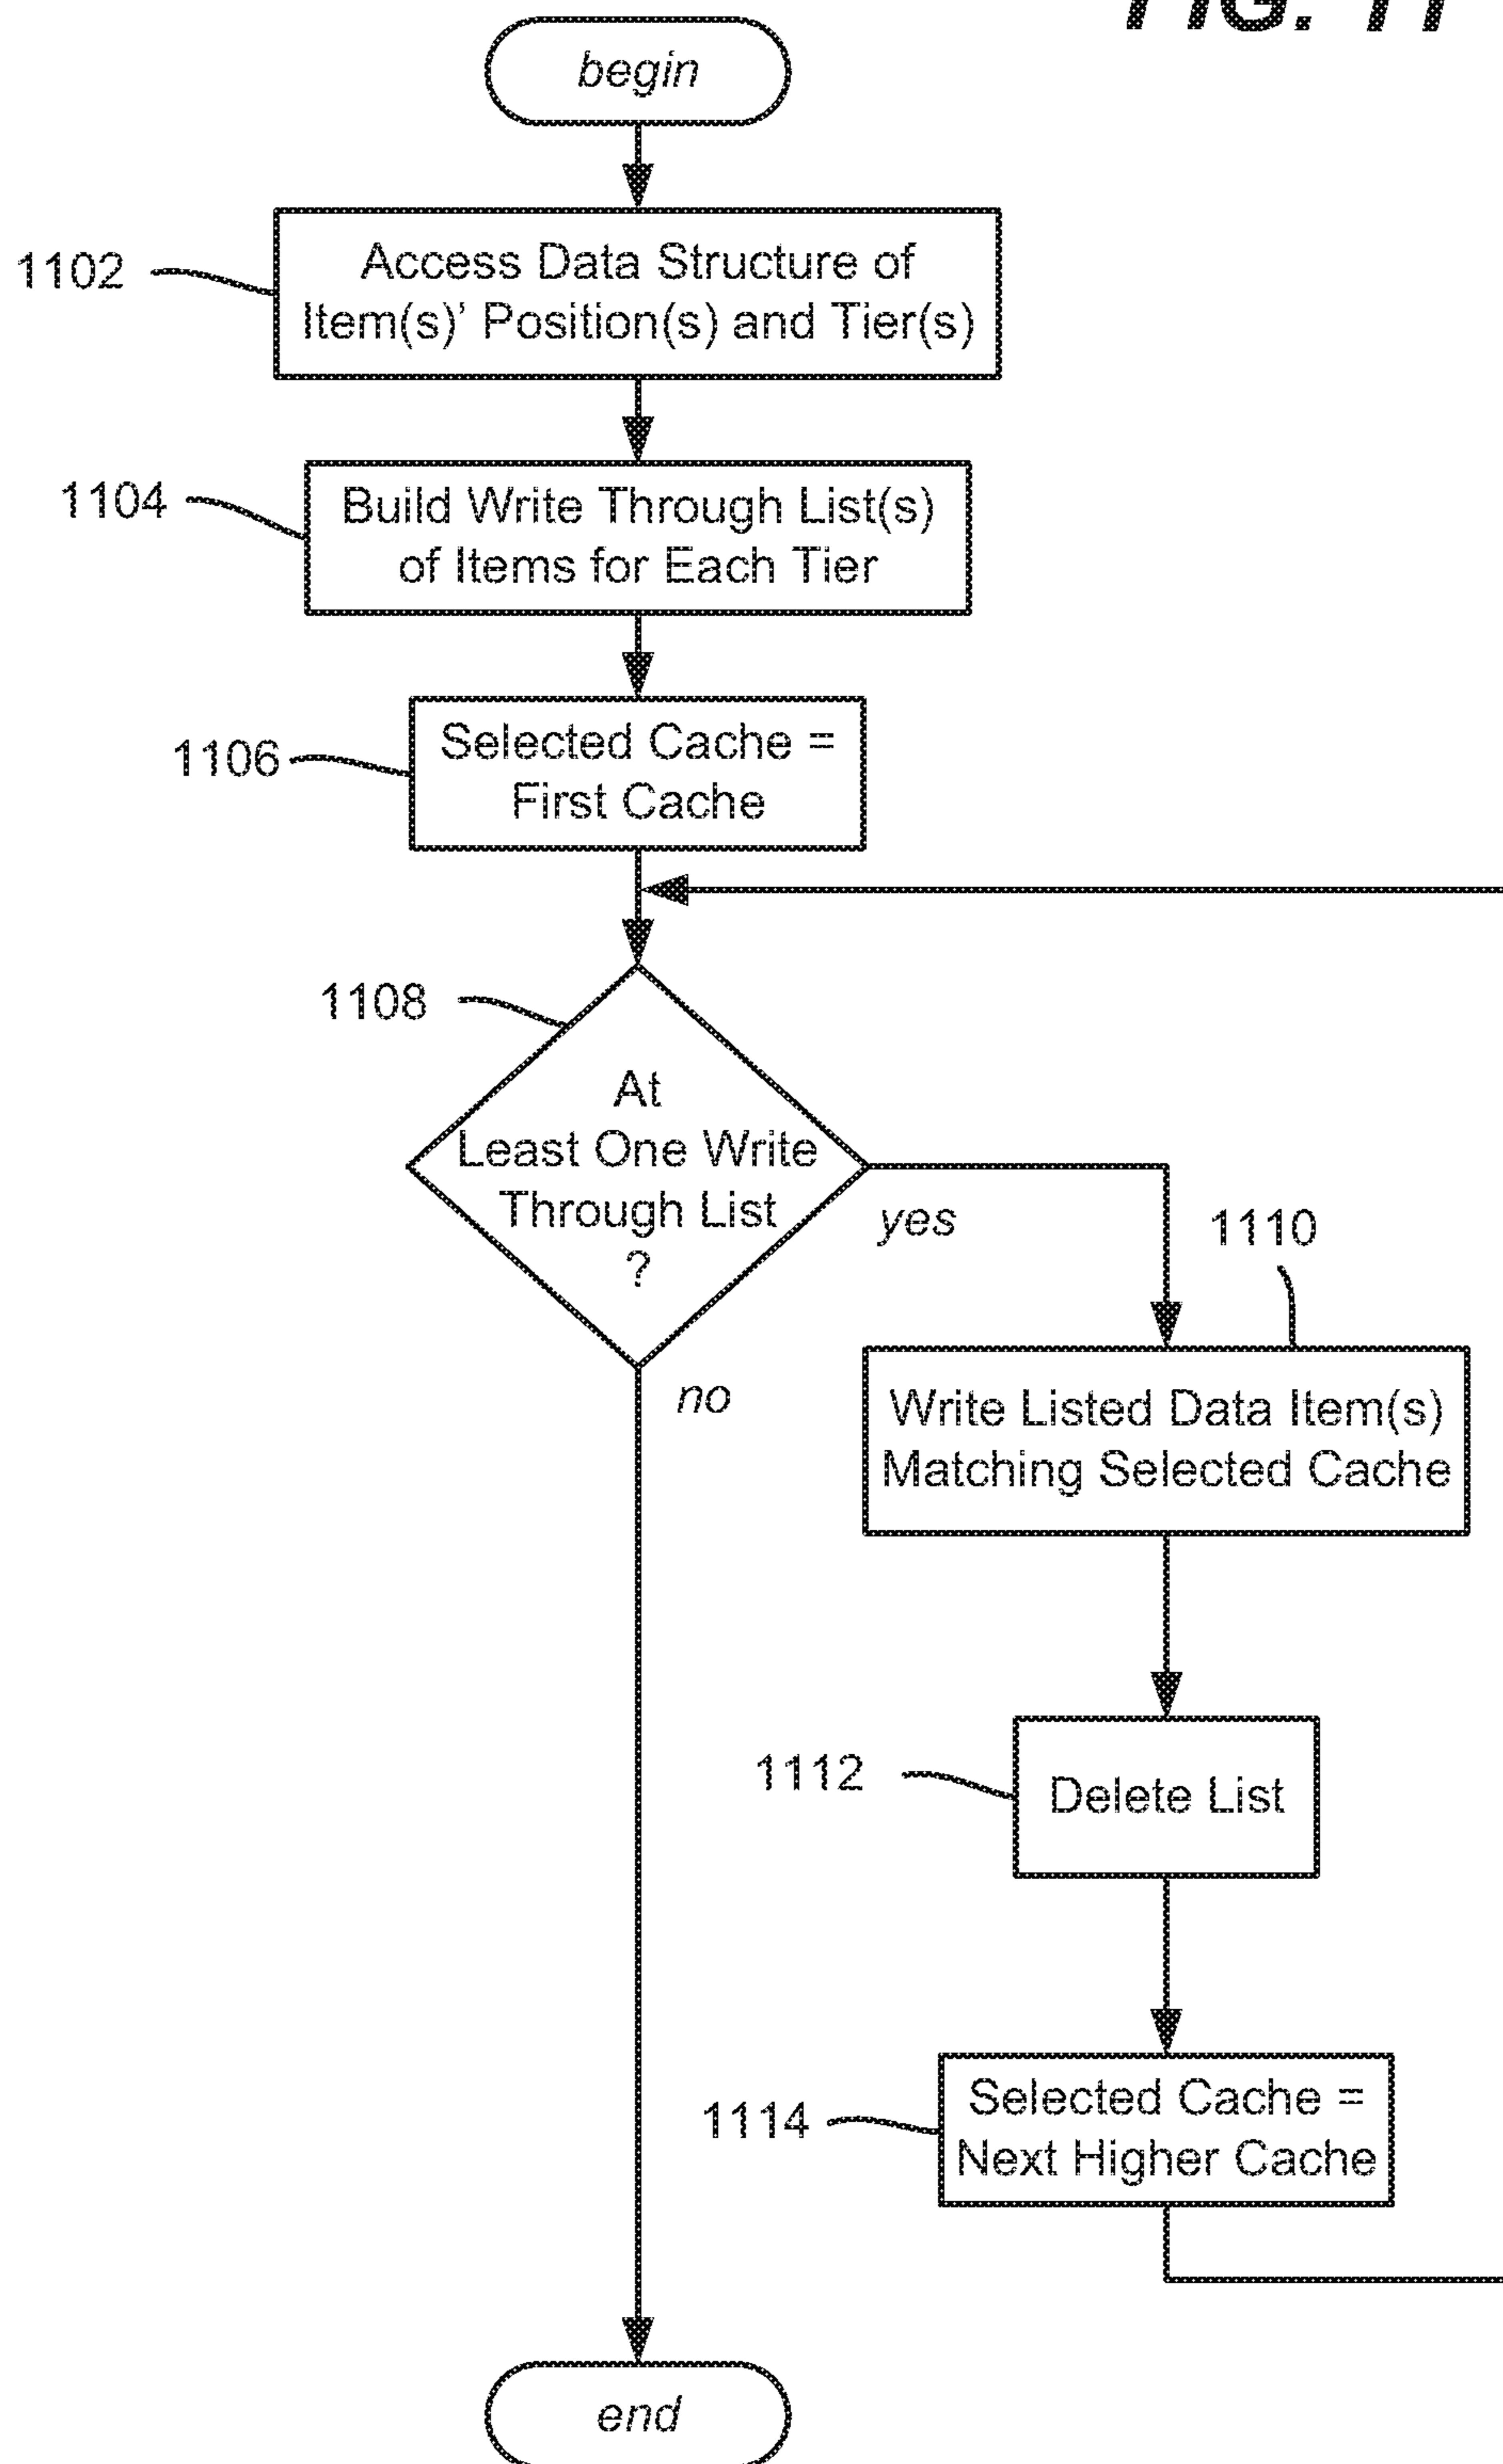 FIG. 11
begin
1102
Access Data Structure of
Item(s)' Position(s) and Tier(s)
1104
Build Write Through List(s)
of Items for Each Tier
1106
Selected Cache =
First Cache
1108
At
Least One Write
Through List
?
yes
no
1110
Write Listed Data Item(s)
Matching Selected Cache
1112
Delete List
1114
Selected Cache =
Next Higher Cache
end